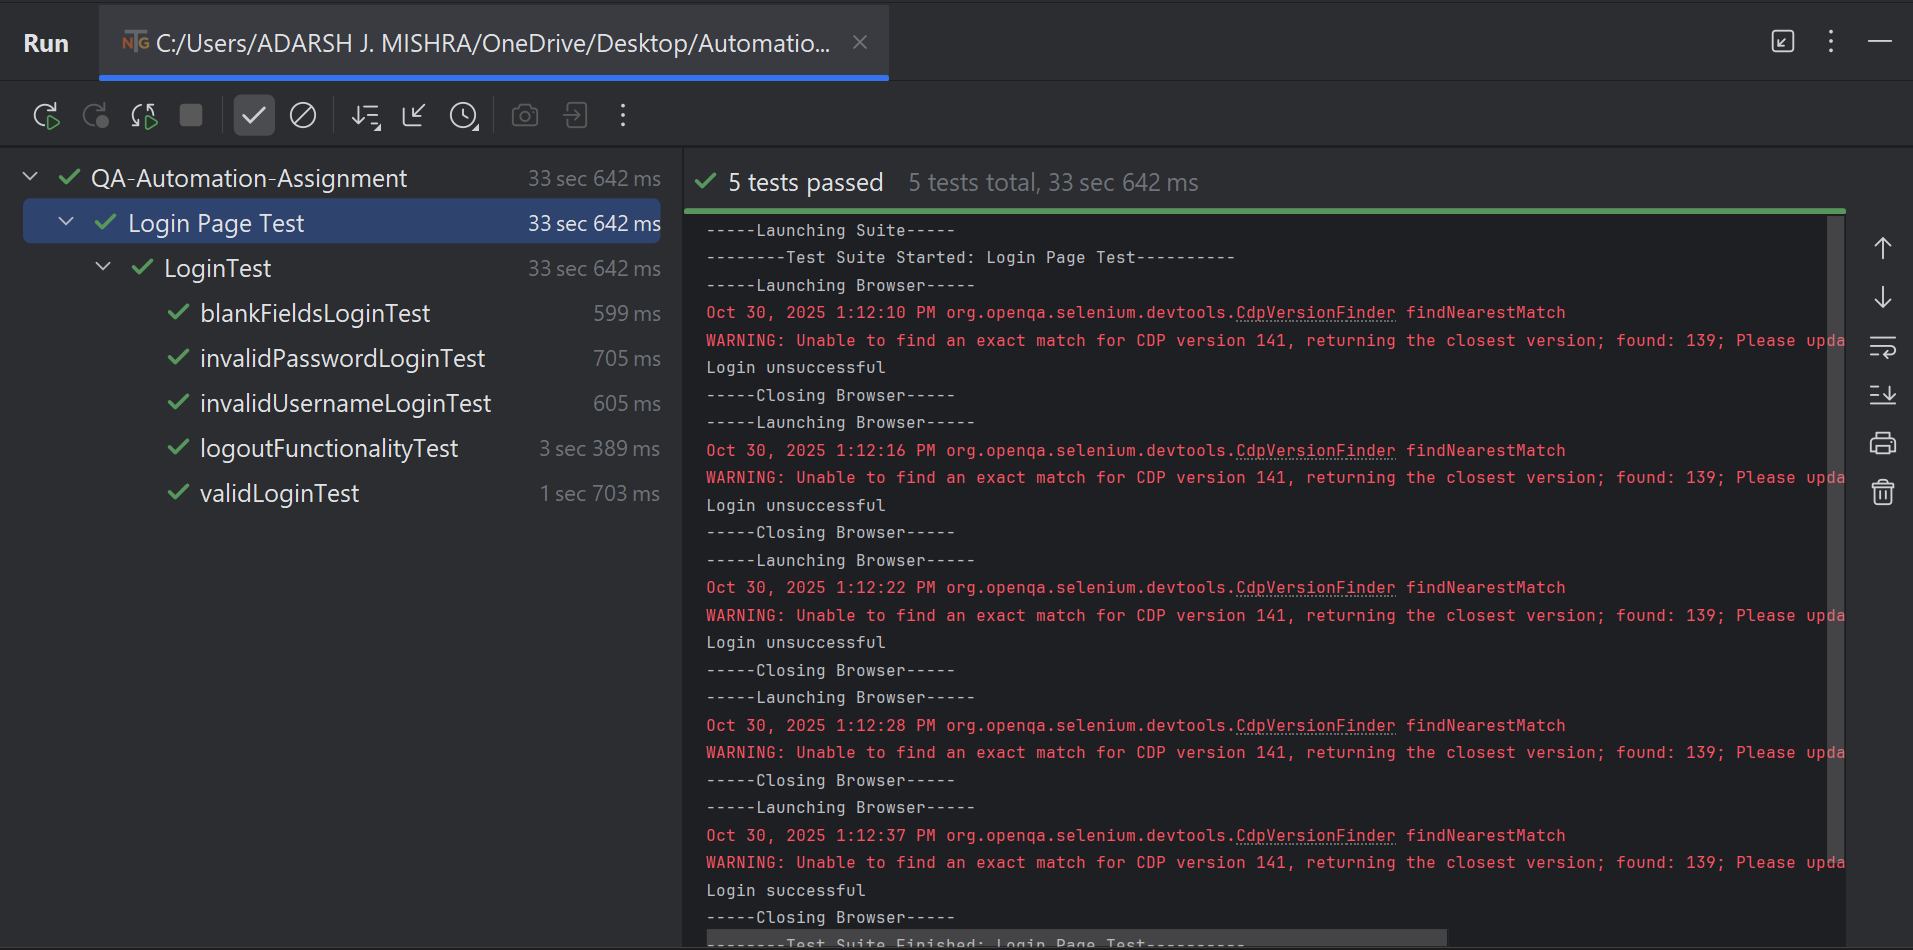 Run
NTG C:/Users/ADARSH J. MISHRA/OneDrive/Desktop/Automatio...
QA-Automation-Assignment 33 sec 642 ms
Login Page Test 33 sec 642 ms
LoginTest 33 sec 642 ms
blankFieldsLoginTest 599 ms
invalidPasswordLoginTest 705 ms
invalidUsernameLoginTest 605 ms
logoutFunctionalityTest 3 sec 389 ms
validLoginTest 1 sec 703 ms
5 tests passed 5 tests total, 33 sec 642 ms
-----Launching Suite-----
--------Test Suite Started: Login Page Test----------
-----Launching Browser-----
Oct 30, 2025 1:12:10 PM org.openqa.selenium.devtools.CdpVersionFinder findNearestMatch
WARNING: Unable to find an exact match for CDP version 141, returning the closest version; found: 139; Please upda
Login unsuccessful
-----Closing Browser-----
-----Launching Browser-----
Oct 30, 2025 1:12:16 PM org.openqa.selenium.devtools.CdpVersionFinder findNearestMatch
WARNING: Unable to find an exact match for CDP version 141, returning the closest version; found: 139; Please upda
Login unsuccessful
-----Closing Browser-----
-----Launching Browser-----
Oct 30, 2025 1:12:22 PM org.openqa.selenium.devtools.CdpVersionFinder findNearestMatch
WARNING: Unable to find an exact match for CDP version 141, returning the closest version; found: 139; Please upda
Login unsuccessful
-----Closing Browser-----
-----Launching Browser-----
Oct 30, 2025 1:12:28 PM org.openqa.selenium.devtools.CdpVersionFinder findNearestMatch
WARNING: Unable to find an exact match for CDP version 141, returning the closest version; found: 139; Please upda
-----Closing Browser-----
-----Launching Browser-----
Oct 30, 2025 1:12:37 PM org.openqa.selenium.devtools.CdpVersionFinder findNearestMatch
WARNING: Unable to find an exact match for CDP version 141, returning the closest version; found: 139; Please upda
Login successful
-----Closing Browser-----
--------Test Suite Finished: Login Page Test----------